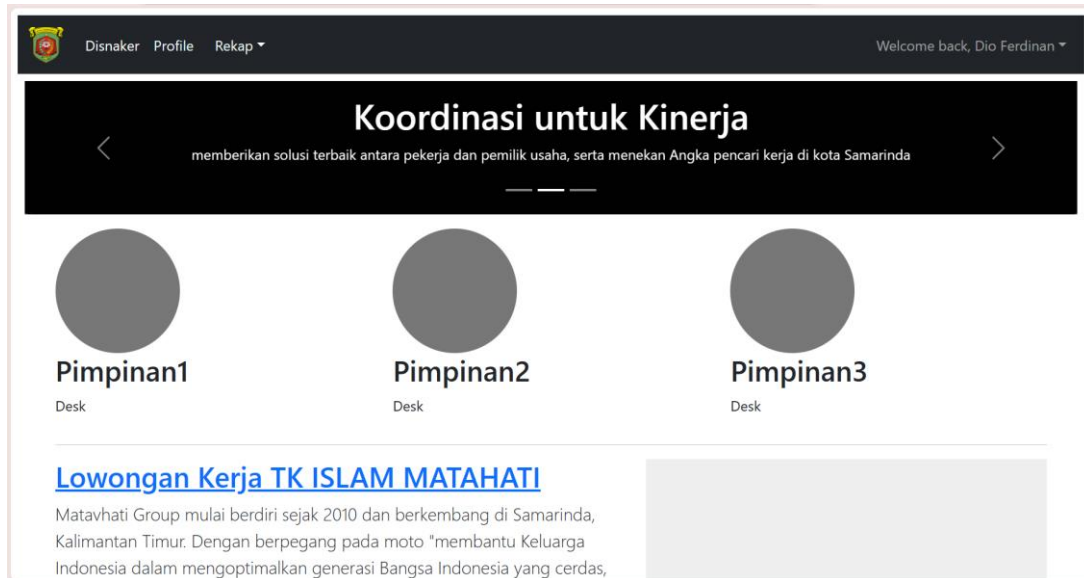 Disnaker Profile Rekap Welcome back, Dio Ferdinan
Koordinasi untuk Kinerja
memberikan solusi terbaik antara pekerja dan pemilik usaha, serta menekan Angka pencari kerja di kota Samarinda
Pimpinan1 Pimpinan2 Pimpinan3
Desk Desk Desk
Lowongan Kerja TK ISLAM MATAHATI
Matavhati Group mulai berdiri sejak 2010 dan berkembang di Samarinda,
Kalimantan Timur. Dengan berpegang pada moto "membantu Keluarga
Indonesia dalam mengoptimalkan generasi Bangsa Indonesia yang cerdas,